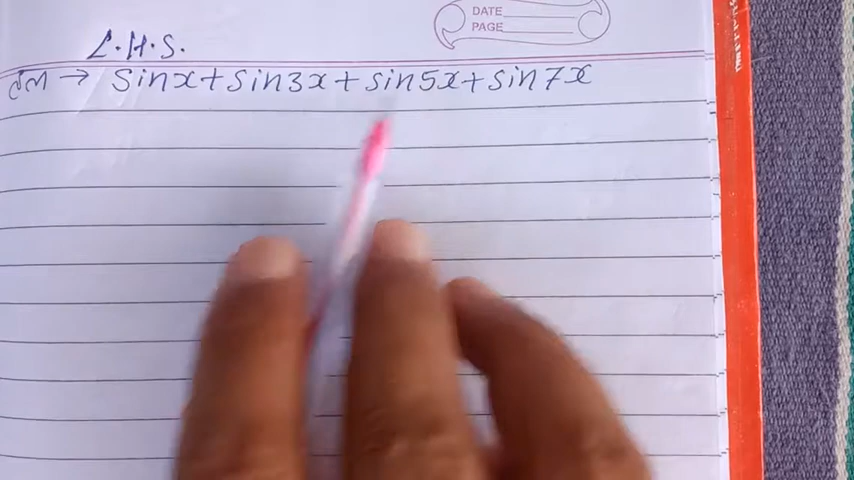 DATE
PAGE
L.H.S.
हल → sinx+sin3x+sin5x+sin7x